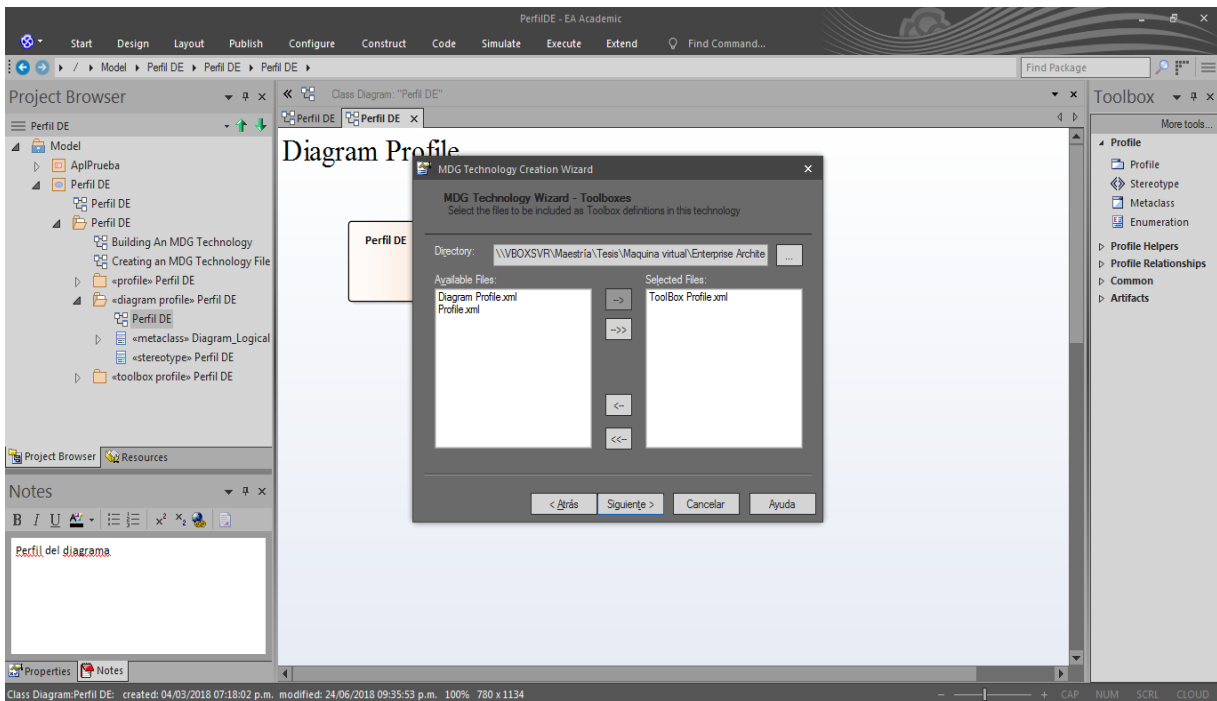 PerfilDE - EA Academic
Start Design Layout Publish Configure Construct Code Simulate Execute Extend Find Command...
/ Model Perfil DE Perfil DE Perfil DE
Find Package
Project Browser
Perfil DE
Model
AplPrueba
Perfil DE
Perfil DE
Perfil DE
Building An MDG Technology
Creating an MDG Technology File
«profile» Perfil DE
«diagram profile» Perfil DE
Perfil DE
«metaclass» Diagram_Logical
«stereotype» Perfil DE
«toolbox profile» Perfil DE
Project Browser Resources
Notes
B I U x² x₂
Perfil del diagrama
Properties Notes
Class Diagram: "Perfil DE"
Perfil DE Perfil DE x
Diagram Profile
Perfil DE
MDG Technology Creation Wizard
MDG Technology Wizard - Toolboxes
Select the files to be included as Toolbox definitions in this technology
Directory: \\VBOXSVR\Maestría\Tesis\Maquina virtual\Enterprise Archite ...
Available Files: Selected Files:
Diagram Profile.xml
Profile.xml
ToolBox Profile.xml
-->
-->>
<--
<<--
< Atrás Siguiente > Cancelar Ayuda
Toolbox
More tools...
Profile
Profile
Stereotype
Metaclass
Enumeration
Profile Helpers
Profile Relationships
Common
Artifacts
Class Diagram:Perfil DE: created: 04/03/2018 07:18:02 p.m. modified: 24/06/2018 09:35:53 p.m. 100% 780 x 1134
CAP NUM SCRL CLOUD